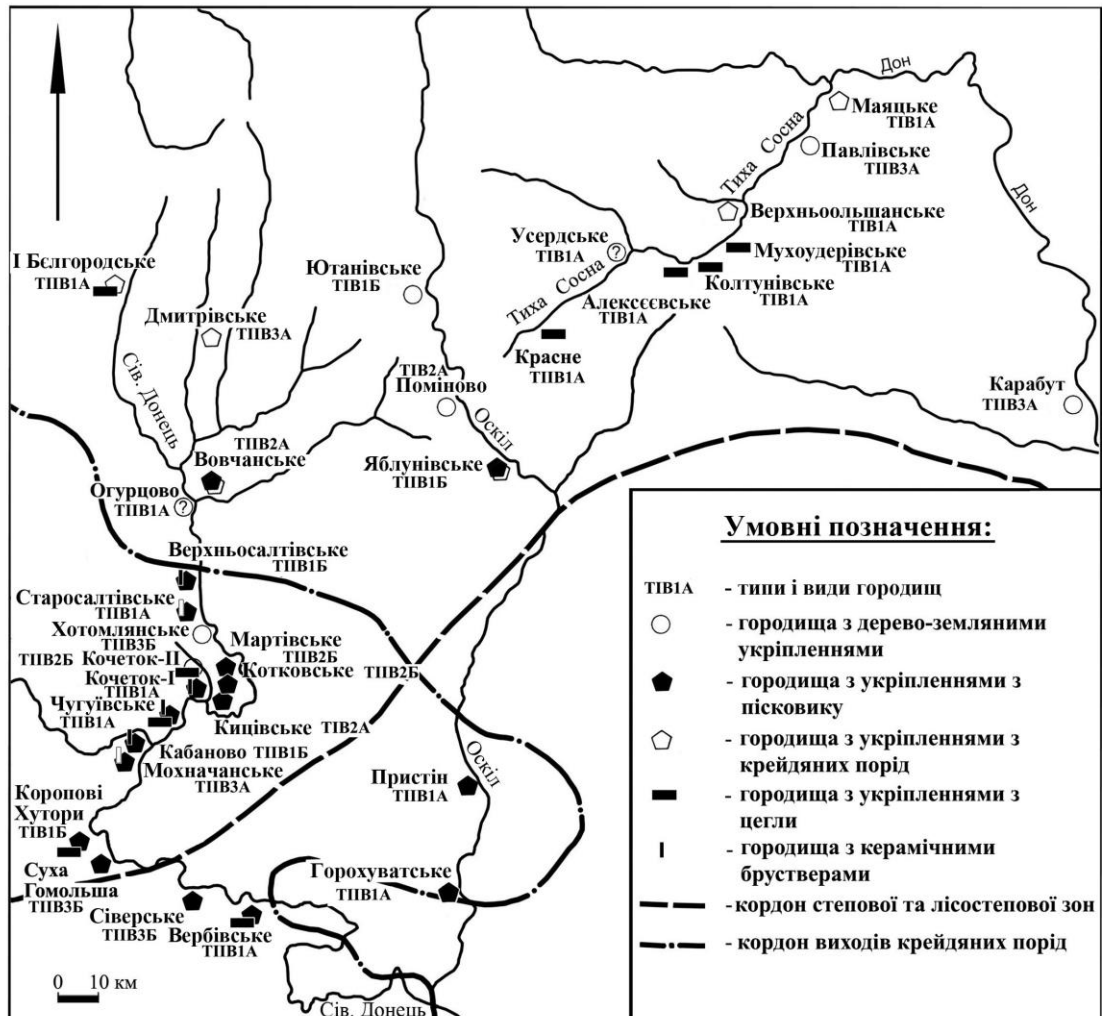 Дон
Маяцьке
ТІВ1А
Тиха Сосна
Павлівське
ТІІВ3А
Дон
Верхньоольшанське
ТІВ1А
Усердське
ТІВ1А
?
Мухоудерівське
ТІВ1А
І Бєлгородське
ТІІВ1А
Ютанівське
ТІВ1Б
Колтунівське
ТІВ1А
Тиха Сосна
Алексєєвське
ТІВ1А
Дмитрівське
ТІІВ3А
Красне
ТІІВ1А
Сів. Донець
ТІВ2А
Поміново
Карабут
ТІІВ3А
Оскіл
ТІІВ2А
Вовчанське
Яблунівське
ТІІВ1Б
Огурцово
ТІІВ1А
?
Верхньосалтівське
ТІІВ1Б
Старосалтівське
ТІІВ1А
Хотомлянське
ТІІВ3Б
Мартівське
ТІІВ2Б
ТІІВ2Б Кочеток-ІІ
Котковське ТІІВ2Б
Кочеток-І
ТІІВ1А
Чугуївське
ТІІВ1А
Кицівське ТІВ2А
Кабаново ТІІВ1Б
Мохначанське
ТІІВ3А
Оскіл
Пристін
ТІІВ1А
Коропові
Хутори
ТІВ1Б
Суха
Гомольша
ТІІВ3Б
Горохуватське
ТІІВ1А
Сіверське
ТІІВ3Б
Вербівське
ТІІВ1А
0 10 км
Сів. Донець
Умовні позначення:
ТІВ1А - типи і види городищ
- городища з дерево-земляними
укріпленнями
- городища з укріпленнями з
пісковику
- городища з укріпленнями з
крейдяних порід
- городища з укріпленнями з
цегли
- городища з керамічними
брустверами
- кордон степової та лісостепової зон
- кордон виходів крейдяних порід